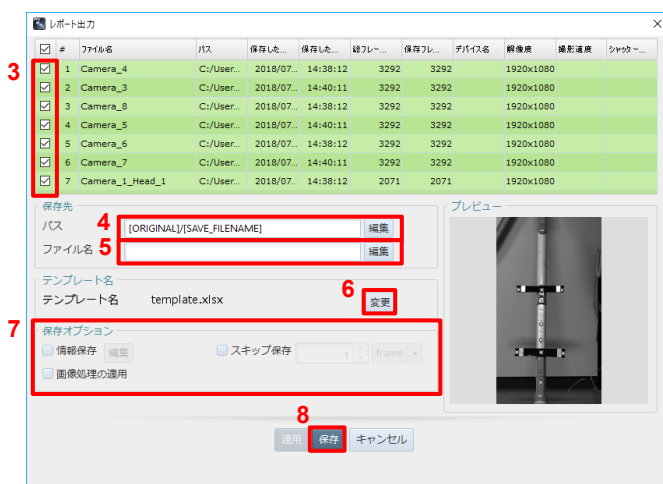 レポート出力
# ファイル名 パス 保存した... 保存した... 総フレー... 保存フレ... デバイス名 解像度 撮影速度 シャッター...
3
1 Camera_4 C:/User... 2018/07... 14:38:12 3292 3292 1920x1080
2 Camera_3 C:/User... 2018/07... 14:40:11 3292 3292 1920x1080
3 Camera_8 C:/User... 2018/07... 14:38:12 3292 3292 1920x1080
4 Camera_5 C:/User... 2018/07... 14:40:11 3292 3292 1920x1080
5 Camera_6 C:/User... 2018/07... 14:38:12 3292 3292 1920x1080
6 Camera_7 C:/User... 2018/07... 14:40:11 3292 3292 1920x1080
7 Camera_1_Head_1 C:/User... 2018/07... 14:38:12 2071 2071 1920x1080
保存先
プレビュー
パス 4 [ORIGINAL]/[SAVE_FILENAME] 編集
ファイル名 5 編集
テンプレート名
テンプレート名 template.xlsx 6 変更
7
保存オプション
情報保存 編集 スキップ保存 1 frame
画像処理の適用
8
適用 保存 キャンセル